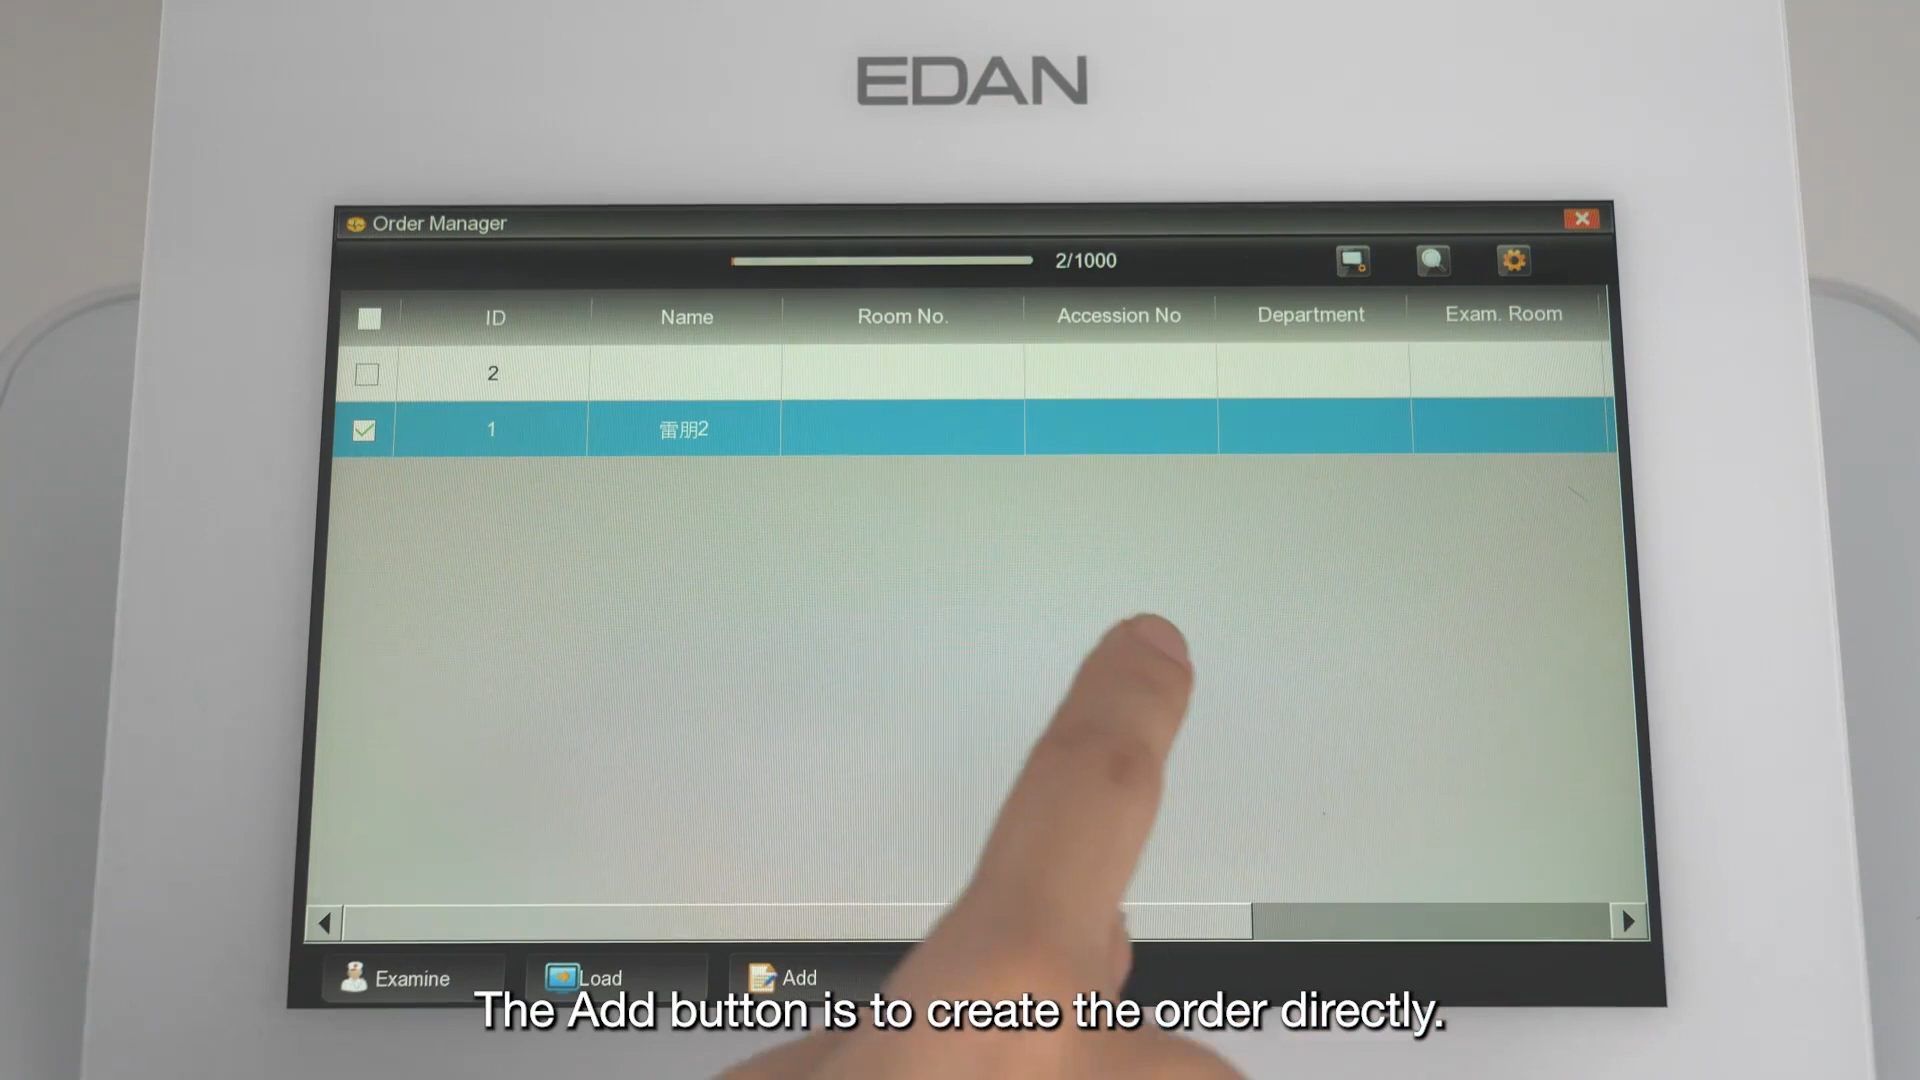 EDAN
Order Manager
2/1000
ID Name Room No. Accession No Department Exam. Room
2
1 雷朋2
Examine Load Add
The Add button is to create the order directly.